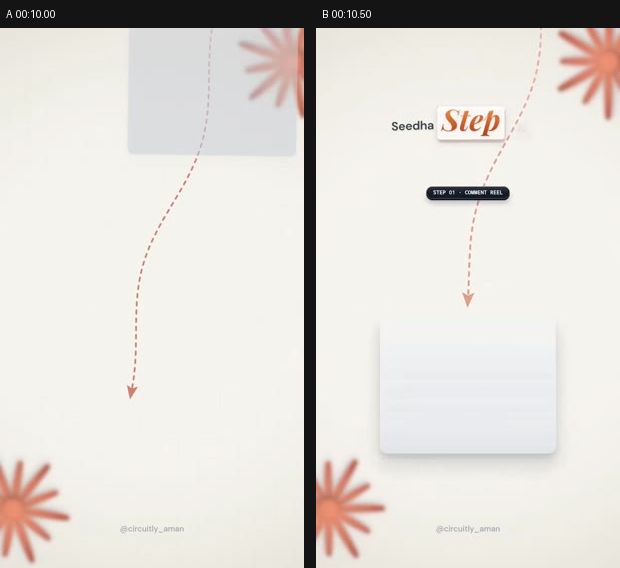 A 00:10.00
B 00:10.50
Seedha Step
STEP 01 · COMMENT REEL
@circuitly_aman
@circuitly_aman